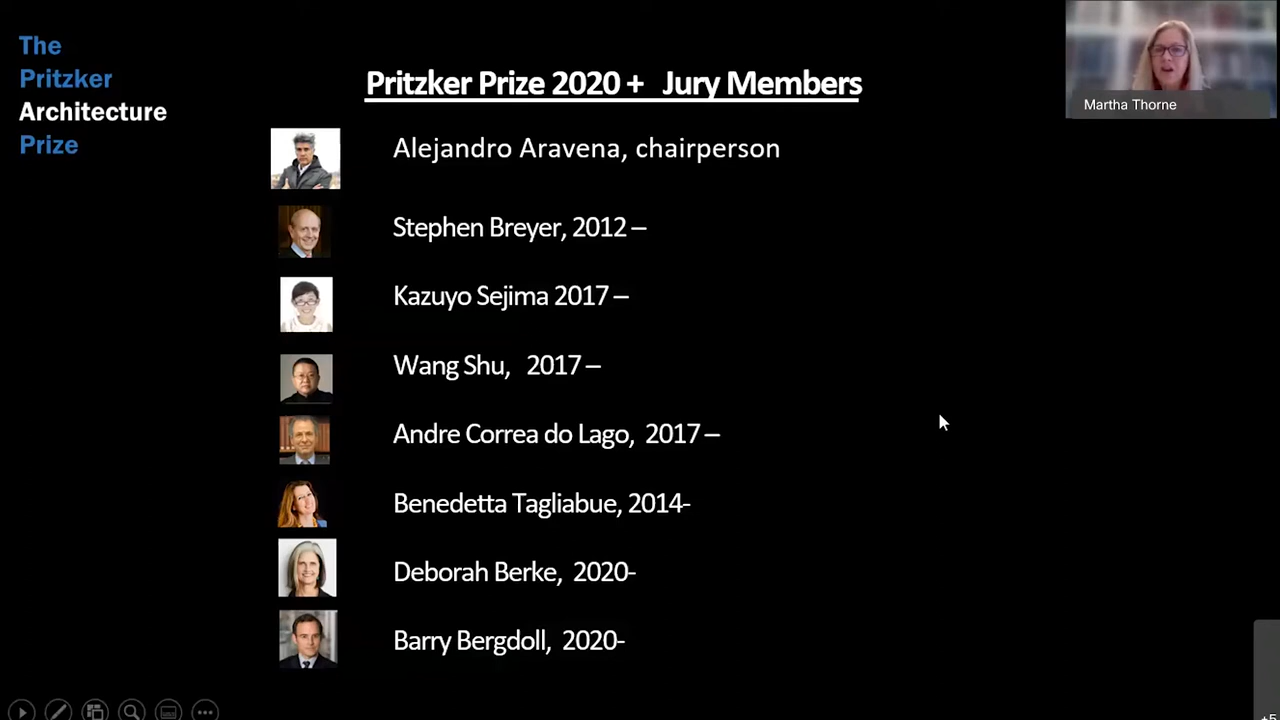 The
Pritzker
Architecture
Prize
Pritzker Prize 2020 + Jury Members
Alejandro Aravena, chairperson
Stephen Breyer, 2012 –
Kazuyo Sejima 2017 –
Wang Shu, 2017 –
Andre Correa do Lago, 2017 –
Benedetta Tagliabue, 2014-
Deborah Berke, 2020-
Barry Bergdoll, 2020-
Martha Thorne